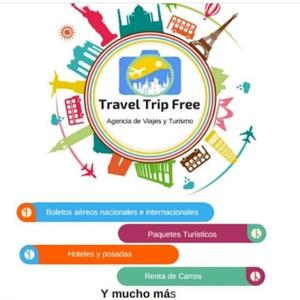 Travel Trip Free
Agencia de Viajes y Turismo
Boletos aéreos nacionales e internacionales
Paquetes Turísticos
Hoteles y posadas
Renta de Carros
Y mucho más